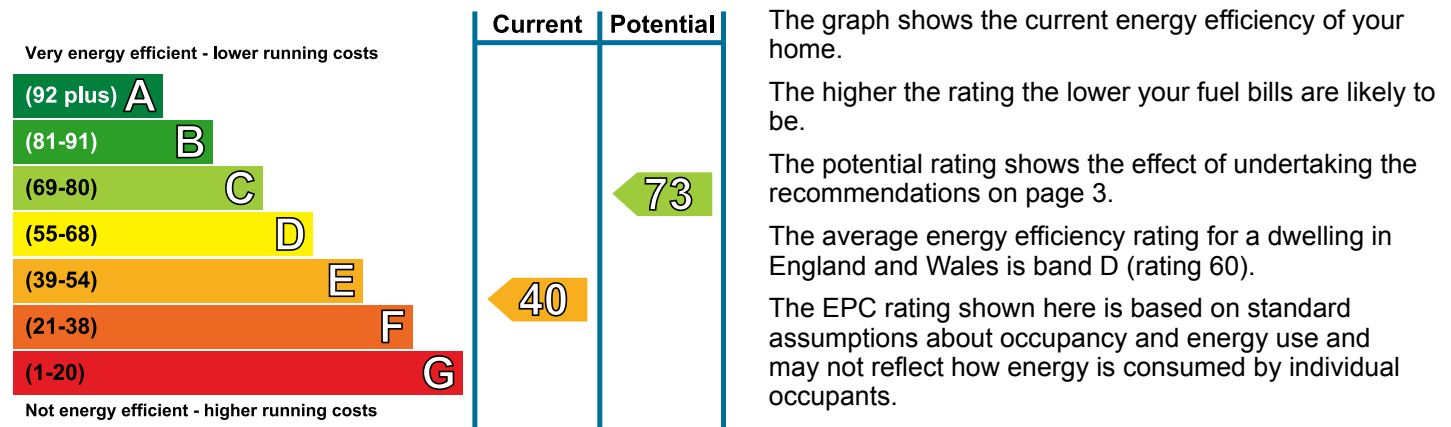 Current Potential
Very energy efficient - lower running costs
(92 plus) A
(81-91) B
(69-80) C
73
(55-68) D
(39-54) E
40
(21-38) F
(1-20) G
Not energy efficient - higher running costs
The graph shows the current energy efficiency of your
home.
The higher the rating the lower your fuel bills are likely to
be.
The potential rating shows the effect of undertaking the
recommendations on page 3.
The average energy efficiency rating for a dwelling in
England and Wales is band D (rating 60).
The EPC rating shown here is based on standard
assumptions about occupancy and energy use and
may not reflect how energy is consumed by individual
occupants.